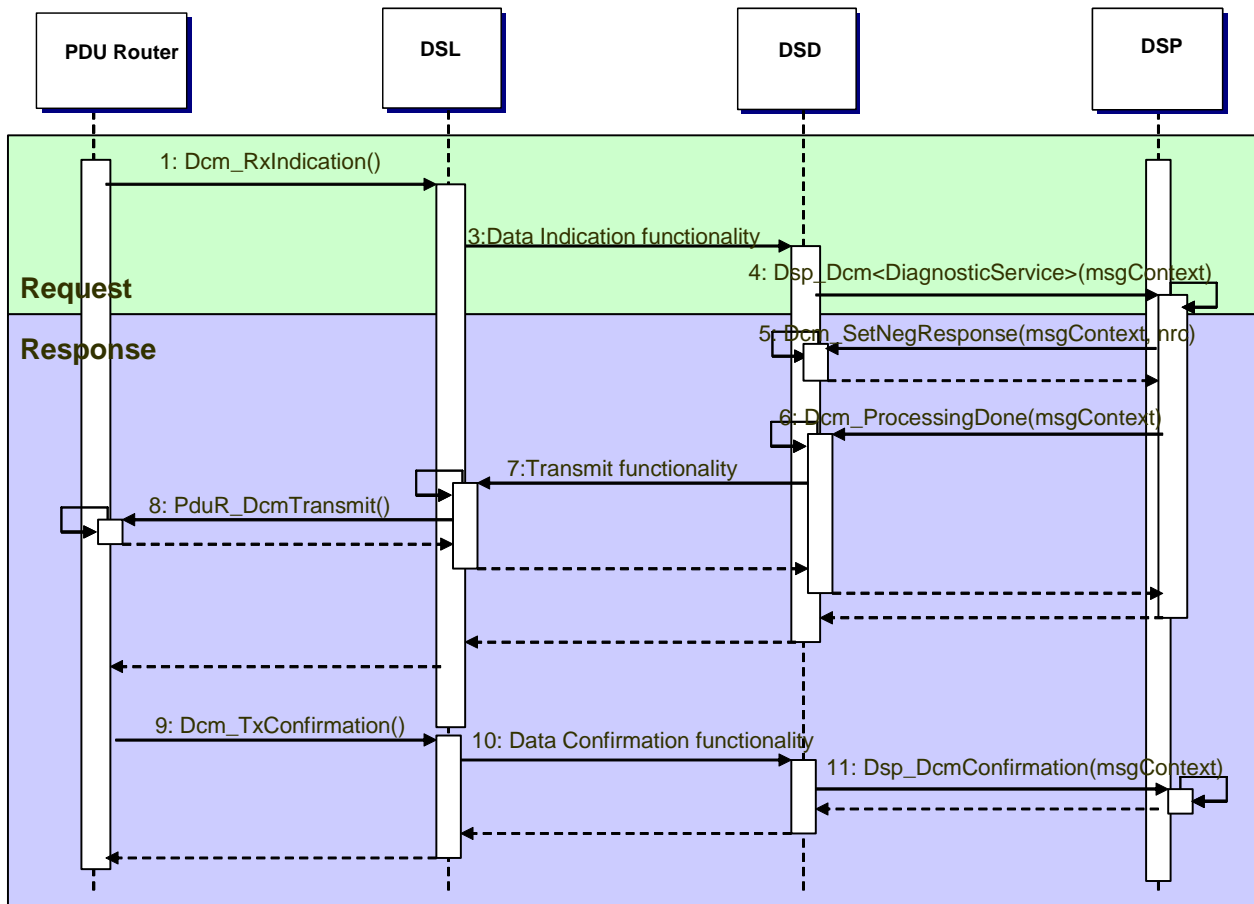 PDU Router
DSL
DSD
DSP
1: Dcm_RxIndication()
3:Data Indication functionality
4: Dsp_Dcm<DiagnosticService>(msgContext)
Request
Response
5: Dcm_SetNegResponse(msgContext, nrc)
6: Dcm_ProcessingDone(msgContext)
7:Transmit functionality
8: PduR_DcmTransmit()
9: Dcm_TxConfirmation()
10: Data Confirmation functionality
11: Dsp_DcmConfirmation(msgContext)